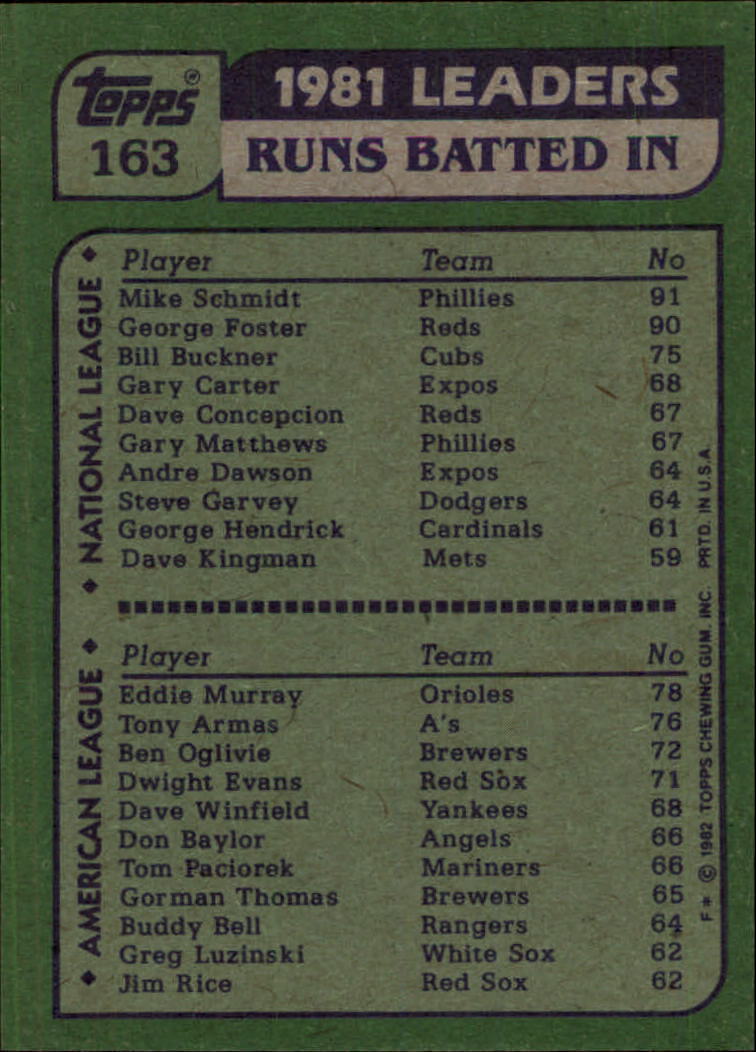 1981 LEADERS
TOPPS®
163
RUNS BATTED IN
NATIONAL LEAGUE
Player Team No
Mike Schmidt Phillies 91
George Foster Reds 90
Bill Buckner Cubs 75
Gary Carter Expos 68
Dave Concepcion Reds 67
Gary Matthews Phillies 67
Andre Dawson Expos 64
Steve Garvey Dodgers 64
George Hendrick Cardinals 61
Dave Kingman Mets 59
AMERICAN LEAGUE
Player Team No
Eddie Murray Orioles 78
Tony Armas A's 76
Ben Oglivie Brewers 72
Dwight Evans Red Sox 71
Dave Winfield Yankees 68
Don Baylor Angels 66
Tom Paciorek Mariners 66
Gorman Thomas Brewers 65
Buddy Bell Rangers 64
Greg Luzinski White Sox 62
Jim Rice Red Sox 62
F* © 1982 TOPPS CHEWING GUM. INC. PRTD. IN U.S.A.